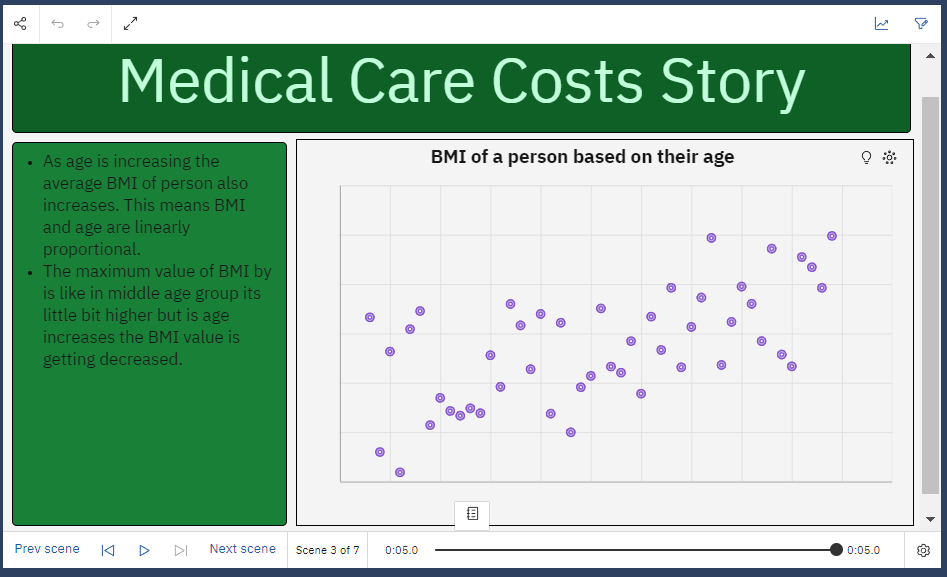 Medical Care Costs Story
• As age is increasing the
average BMI of person also
increases. This means BMI
and age are linearly
proportional.
• The maximum value of BMI by
is like in middle age group its
little bit higher but is age
increases the BMI value is
getting decreased.
BMI of a person based on their age
Prev scene
Next scene
Scene 3 of 7
0:05.0
0:05.0